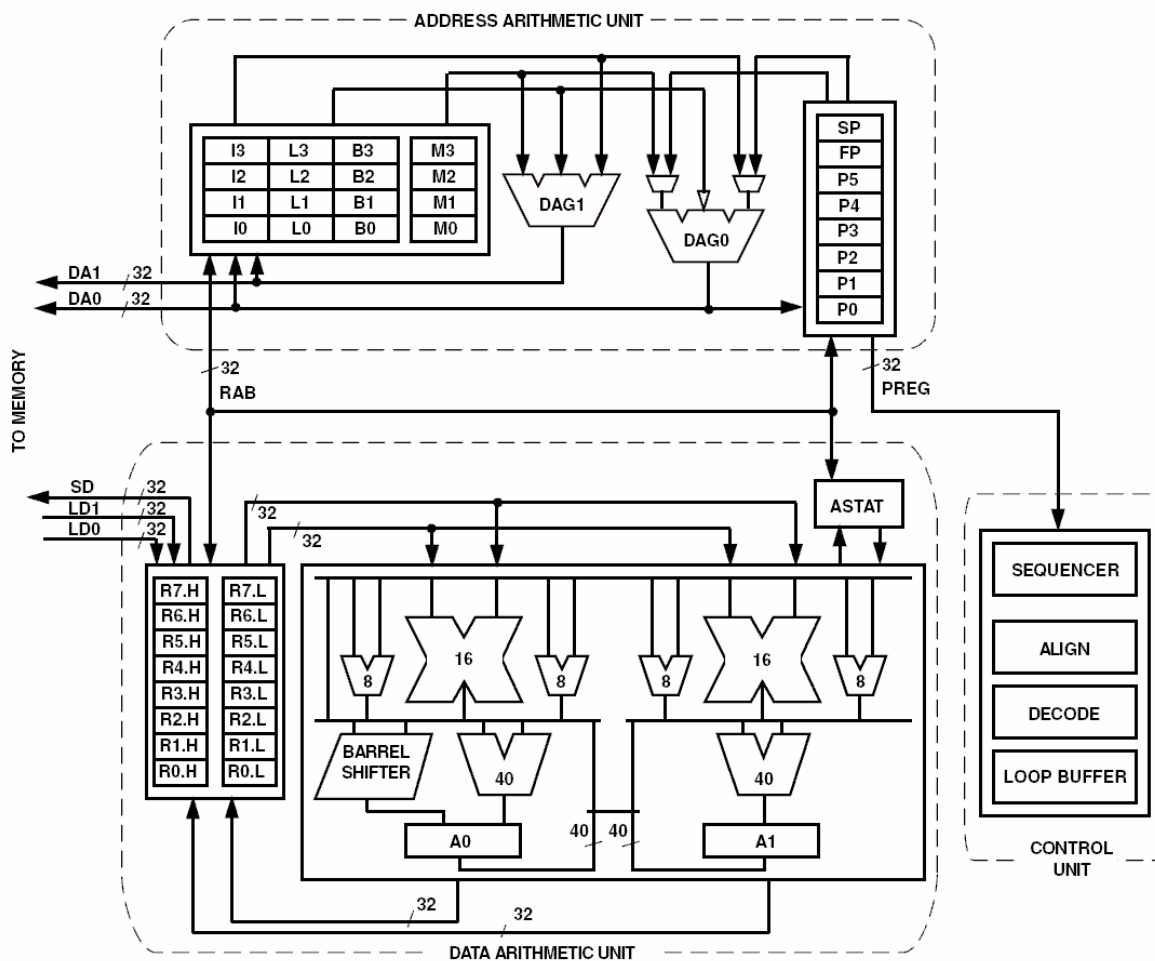 ADDRESS ARITHMETIC UNIT
I3 L3 B3 M3
I2 L2 B2 M2
I1 L1 B1 M1
I0 L0 B0 M0
DAG1
DAG0
SP
FP
P5
P4
P3
P2
P1
P0
DA1 32
DA0 32
TO MEMORY
32
RAB
32
PREG
SD 32
LD1 32
LD0 32
32
32
ASTAT
R7.H R7.L
R6.H R6.L
R5.H R5.L
R4.H R4.L
R3.H R3.L
R2.H R2.L
R1.H R1.L
R0.H R0.L
8 16 8 8 16 8
BARREL
SHIFTER
40
40
A0
40 40
A1
32
32
DATA ARITHMETIC UNIT
SEQUENCER
ALIGN
DECODE
LOOP BUFFER
CONTROL
UNIT